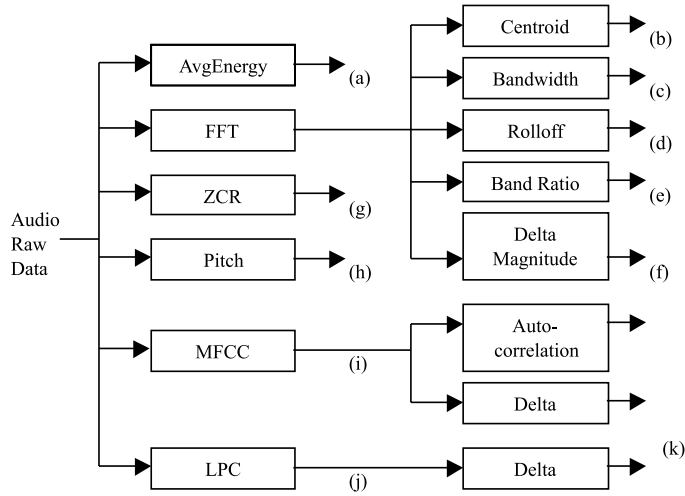 Centroid
(b)
AvgEnergy
(a)
Bandwidth
(c)
FFT
Rolloff
(d)
ZCR
(g)
Band Ratio
(e)
Audio
Raw
Data
Pitch
(h)
Delta
Magnitude
(f)
MFCC
(i)
Auto-
correlation
Delta
(k)
LPC
(j)
Delta